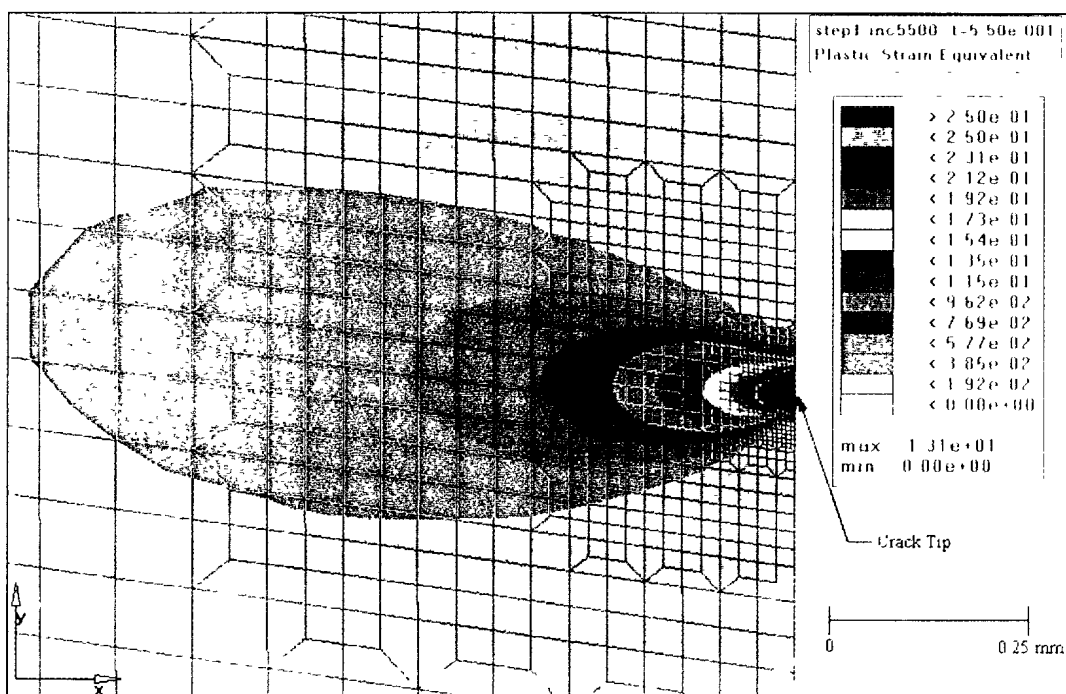 step1 inc5500 t=5.50e-001
Plastic Strain Equivalent
> 2.50e-01
< 2.50e-01
< 2.31e-01
< 2.12e-01
< 1.92e-01
< 1.73e-01
< 1.54e-01
< 1.35e-01
< 1.15e-01
< 9.62e-02
< 7.69e-02
< 5.77e-02
< 3.85e-02
< 1.92e-02
< 0.00e+00
max 1.31e+01
min 0.00e+00
Crack Tip
0 0.25 mm
y
x